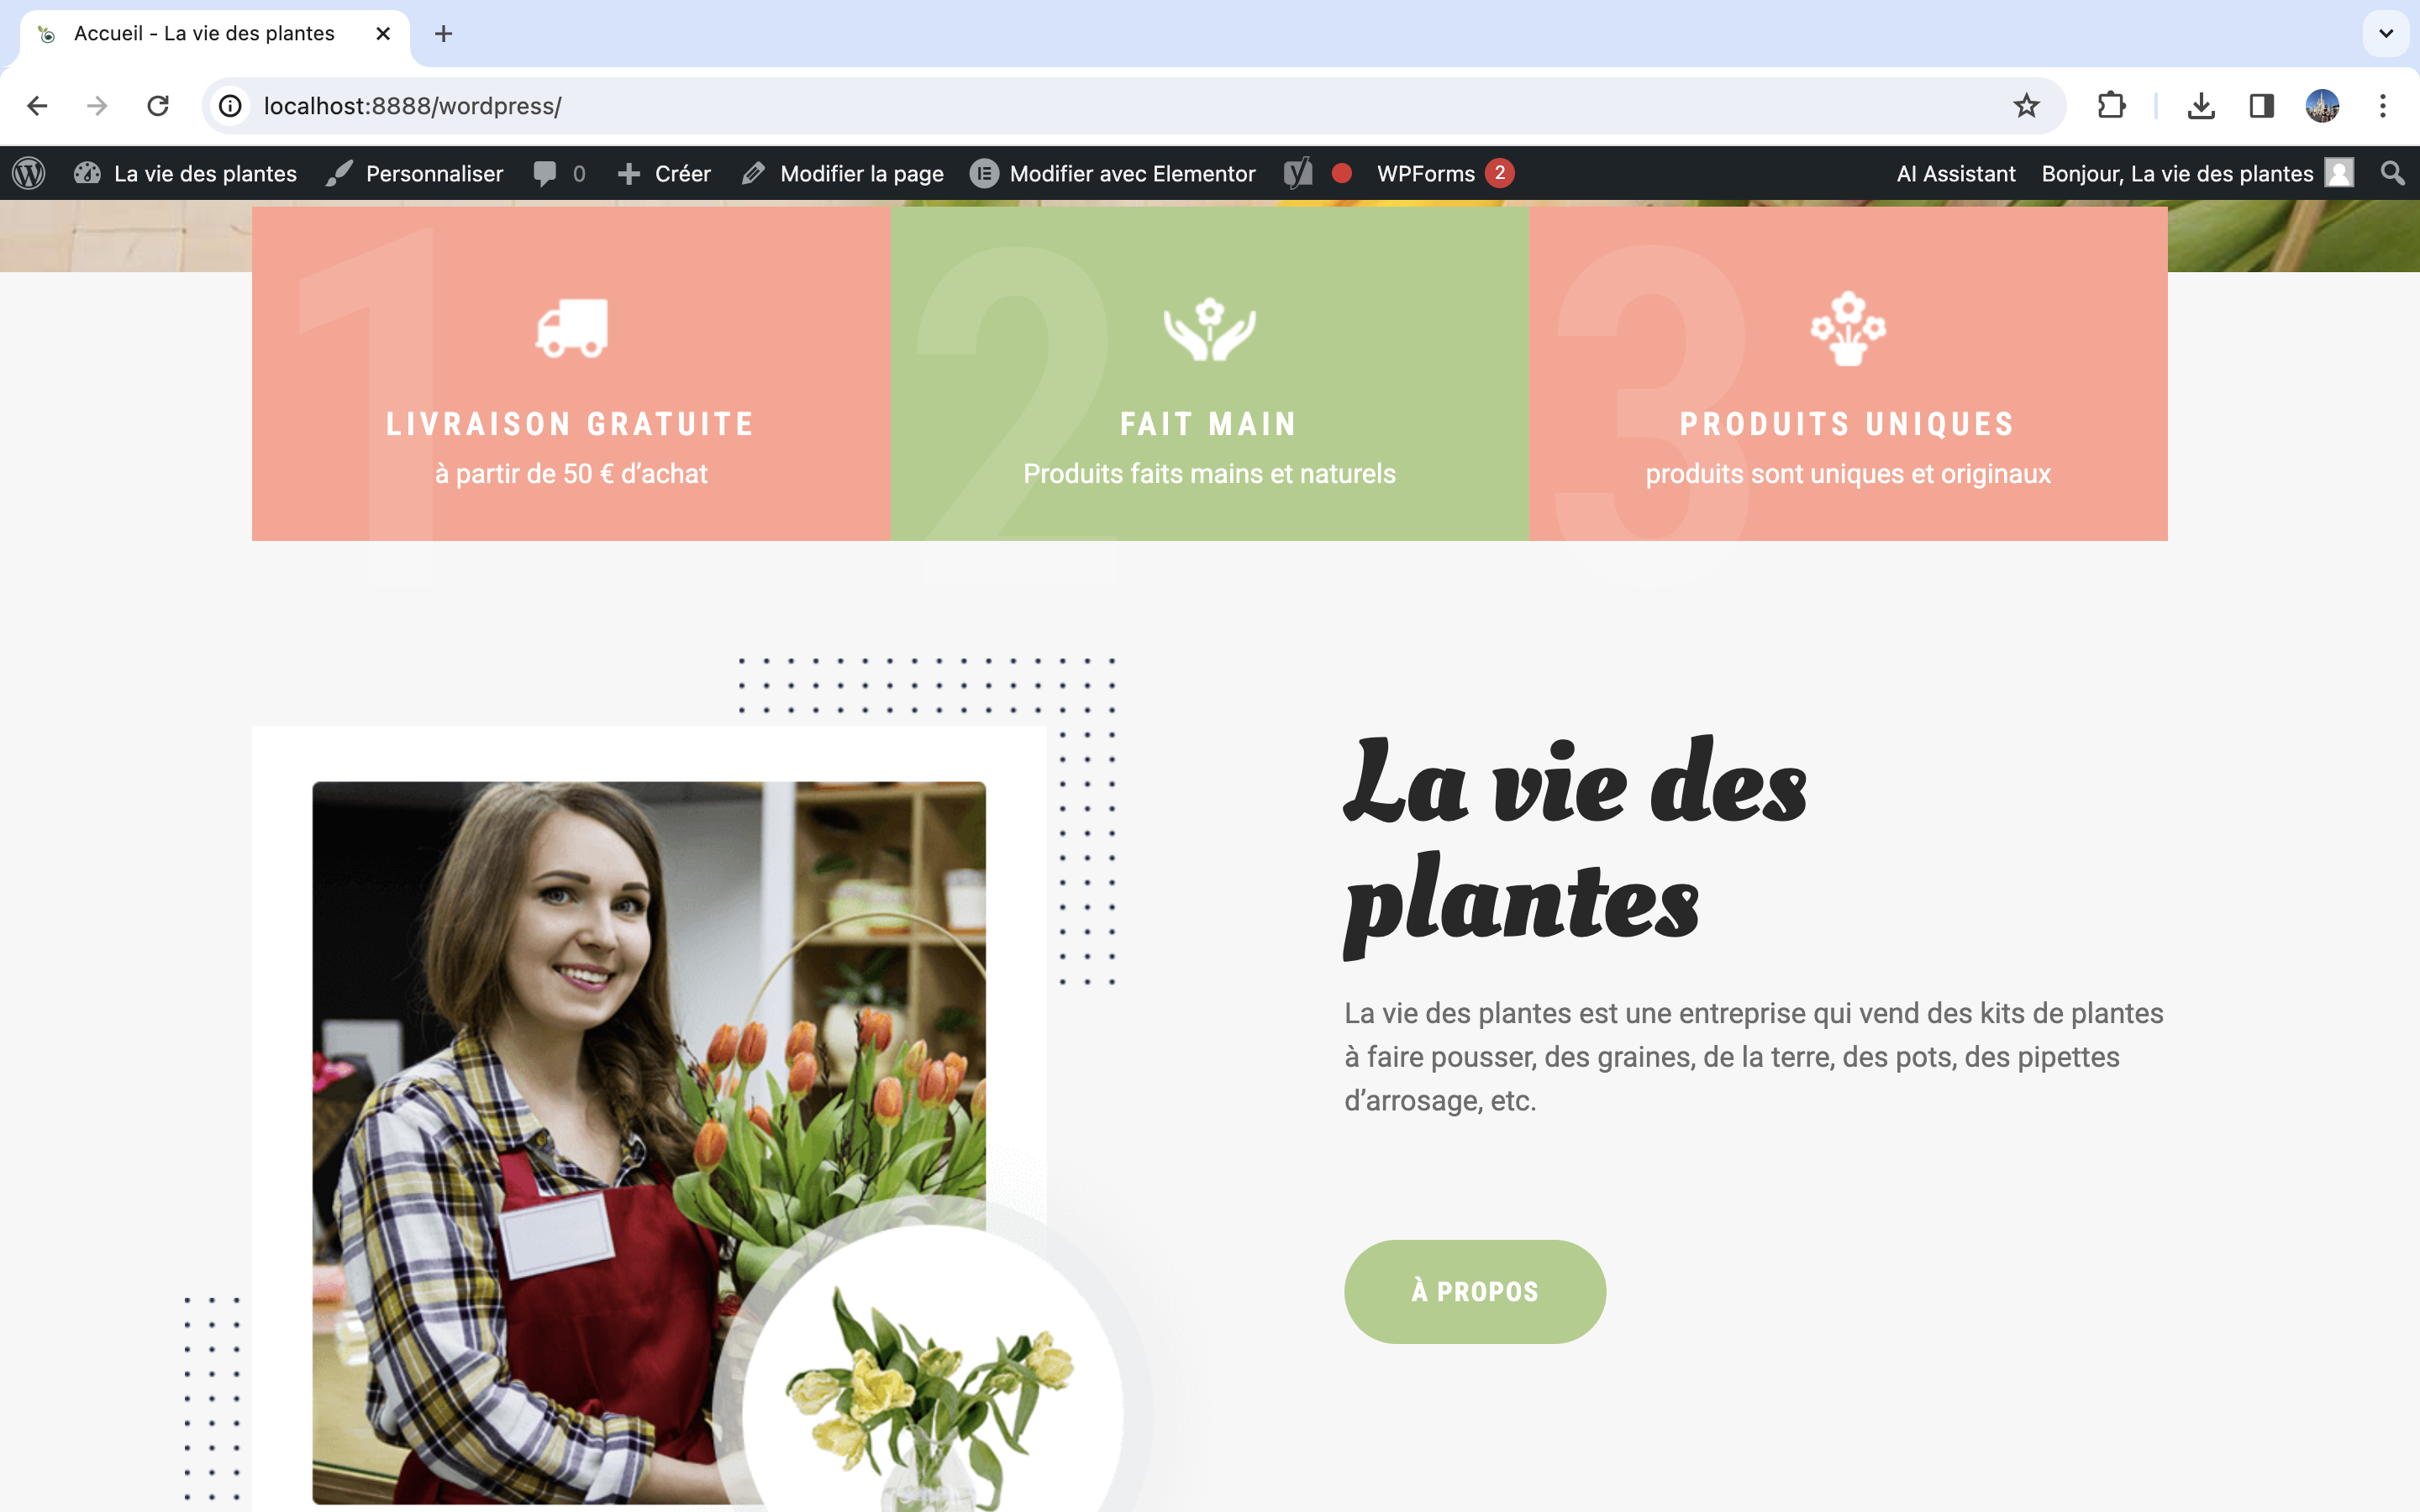 Accueil - La vie des plantes
localhost:8888/wordpress/
La vie des plantes Personnaliser 0 Créer Modifier la page Modifier avec Elementor WPForms 2 AI Assistant Bonjour, La vie des plantes
1 2 3
LIVRAISON GRATUITE
à partir de 50 € d’achat
FAIT MAIN
Produits faits mains et naturels
PRODUITS UNIQUES
produits sont uniques et originaux
La vie des
plantes
La vie des plantes est une entreprise qui vend des kits de plantes
à faire pousser, des graines, de la terre, des pots, des pipettes
d’arrosage, etc.
À PROPOS